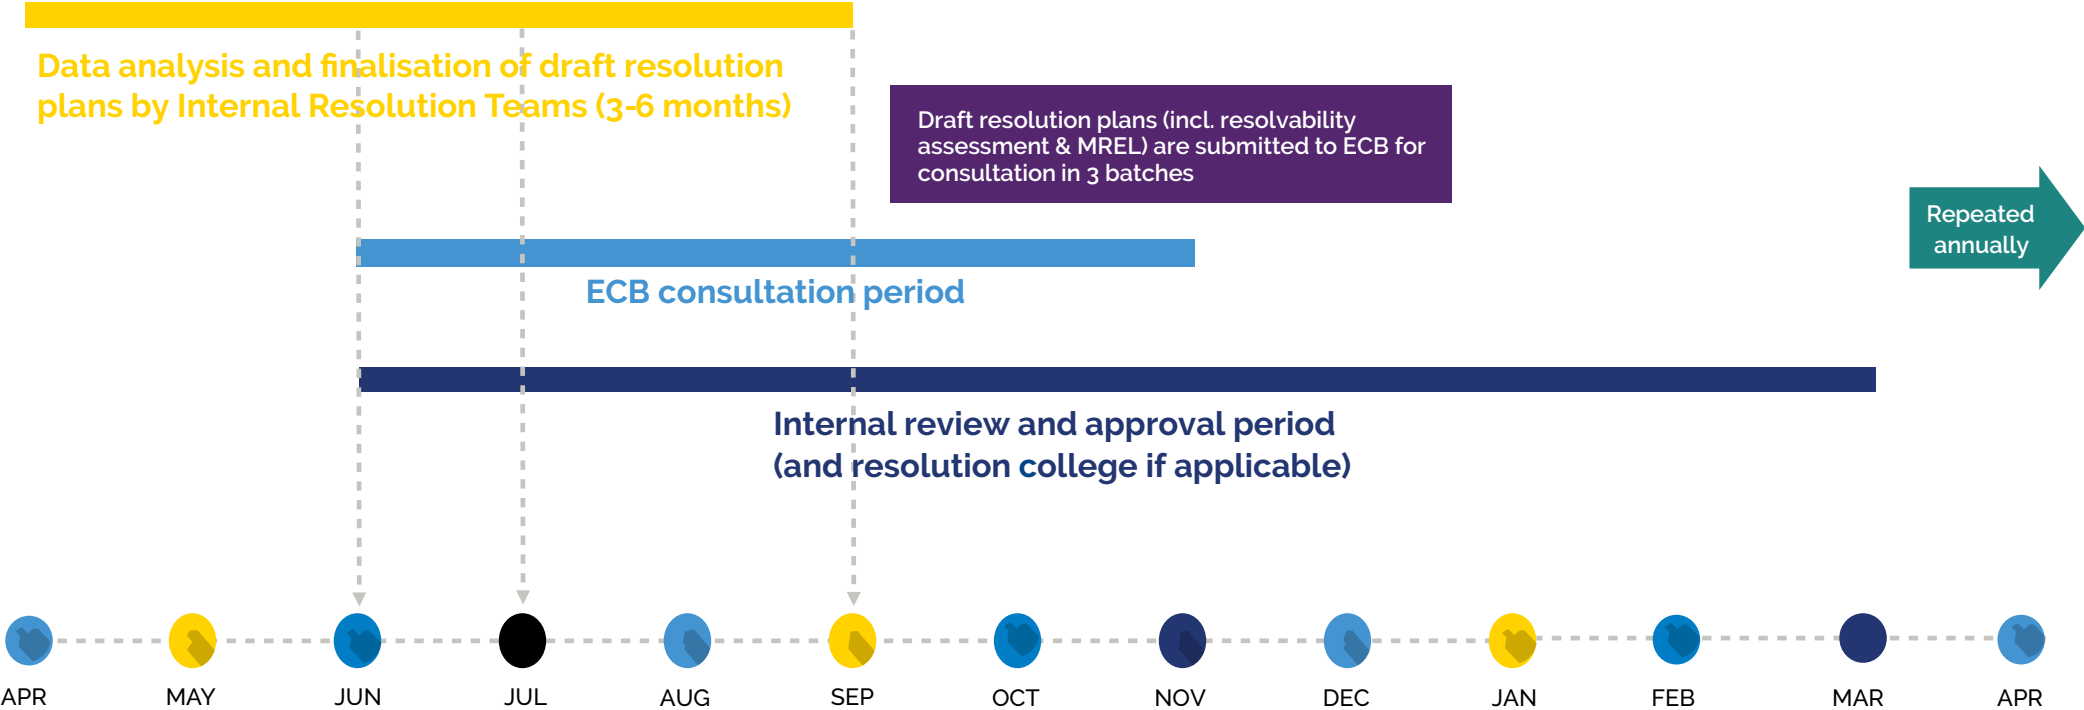 Data analysis and finalisation of draft resolution
plans by Internal Resolution Teams (3-6 months)
Draft resolution plans (incl. resolvability
assessment & MREL) are submitted to ECB for
consultation in 3 batches
Repeated
annually
ECB consultation period
Internal review and approval period
(and resolution college if applicable)
APR MAY JUN JUL AUG SEP OCT NOV DEC JAN FEB MAR APR